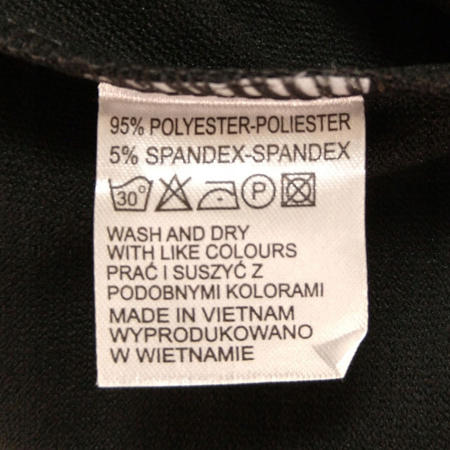 95% POLYESTER-POLIESTER
5% SPANDEX-SPANDEX
30° P
WASH AND DRY
WITH LIKE COLOURS
PRAĆ I SUSZYĆ Z
PODOBNYMI KOLORAMI
MADE IN VIETNAM
WYPRODUKOWANO
W WIETNAMIE